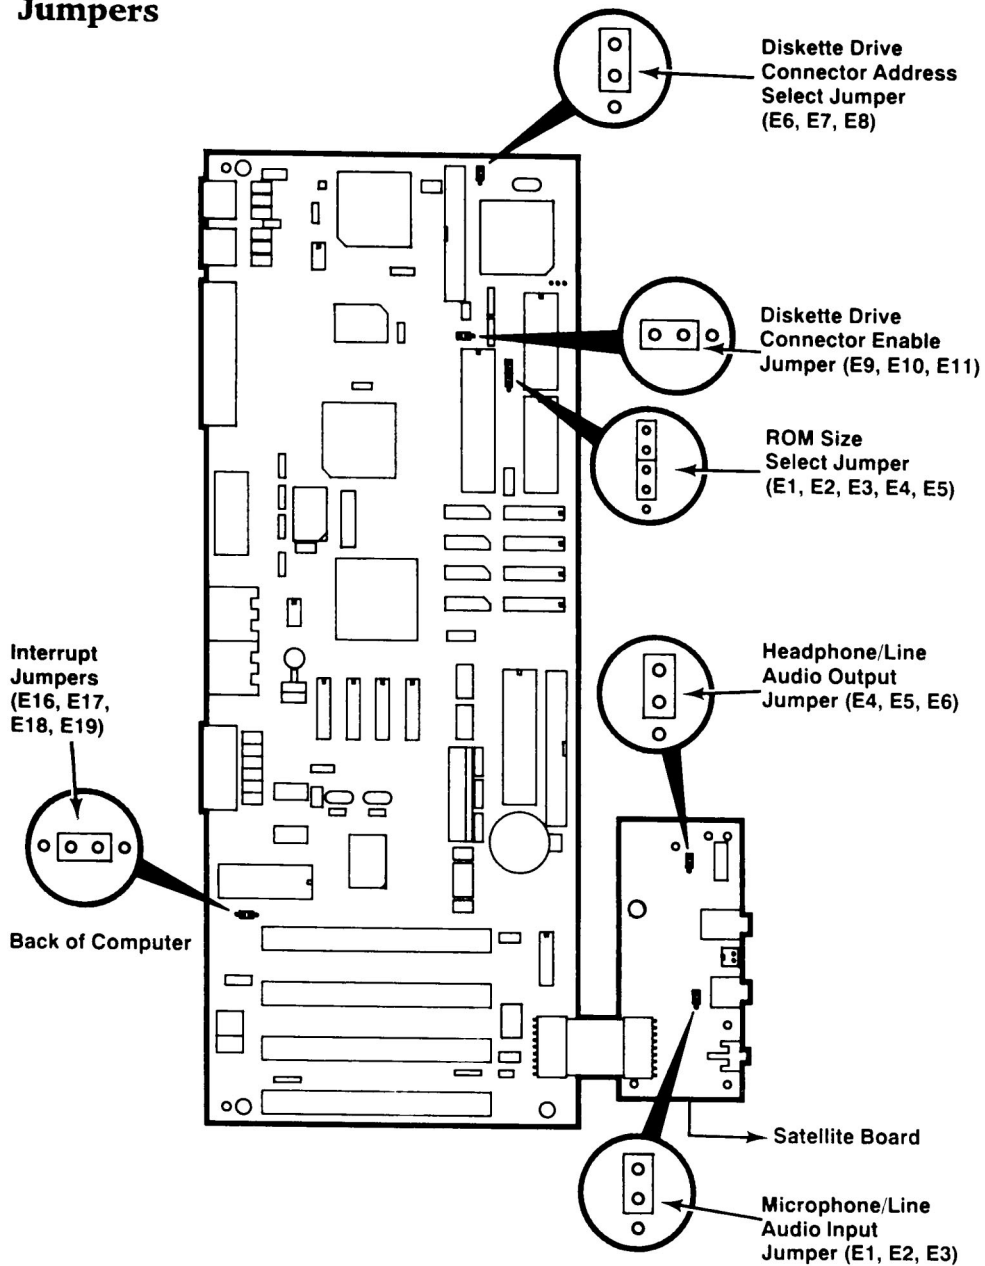 Jumpers
Diskette Drive
Connector Address
Select Jumper
(E6, E7, E8)
Diskette Drive
Connector Enable
Jumper (E9, E10, E11)
ROM Size
Select Jumper
(E1, E2, E3, E4, E5)
Interrupt
Jumpers
(E16, E17,
E18, E19)
Headphone/Line
Audio Output
Jumper (E4, E5, E6)
Back of Computer
Satellite Board
Microphone/Line
Audio Input
Jumper (E1, E2, E3)